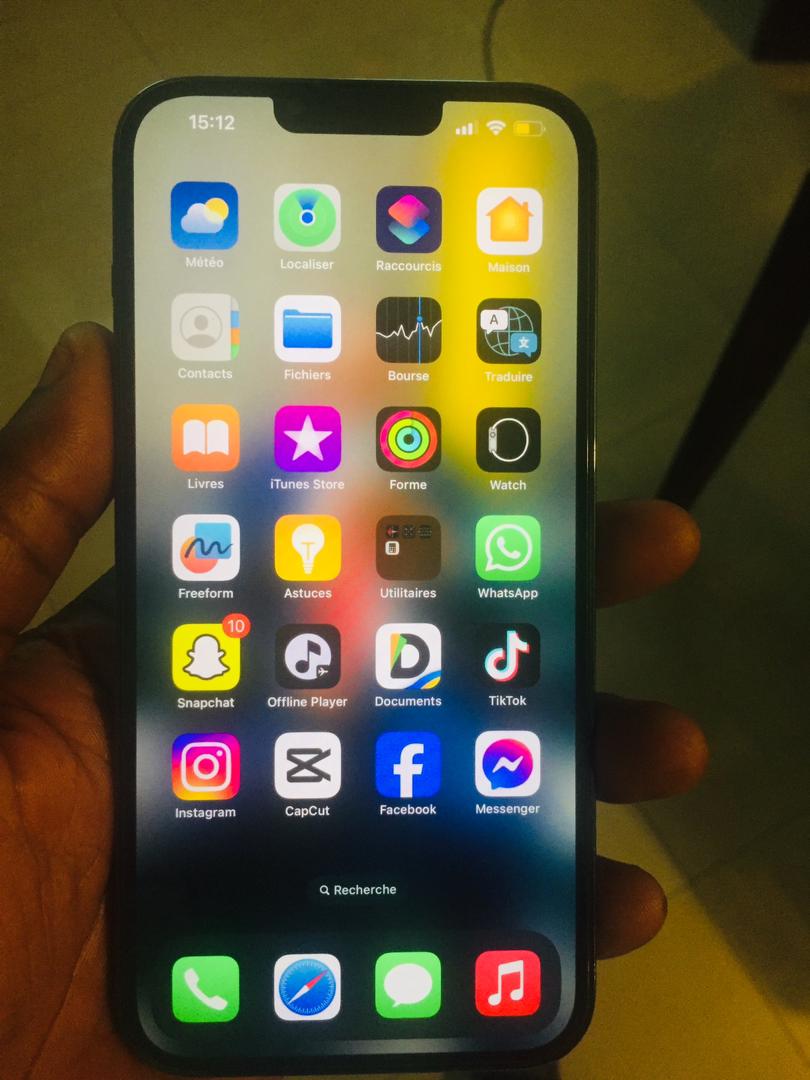 15:12
Météo Localiser Raccourcis Maison
Contacts Fichiers Bourse A 文 Traduire
Livres iTunes Store Forme Watch
Freeform Astuces Utilitaires WhatsApp
10
Snapchat Offline Player Documents TikTok
Instagram CapCut Facebook Messenger
Recherche